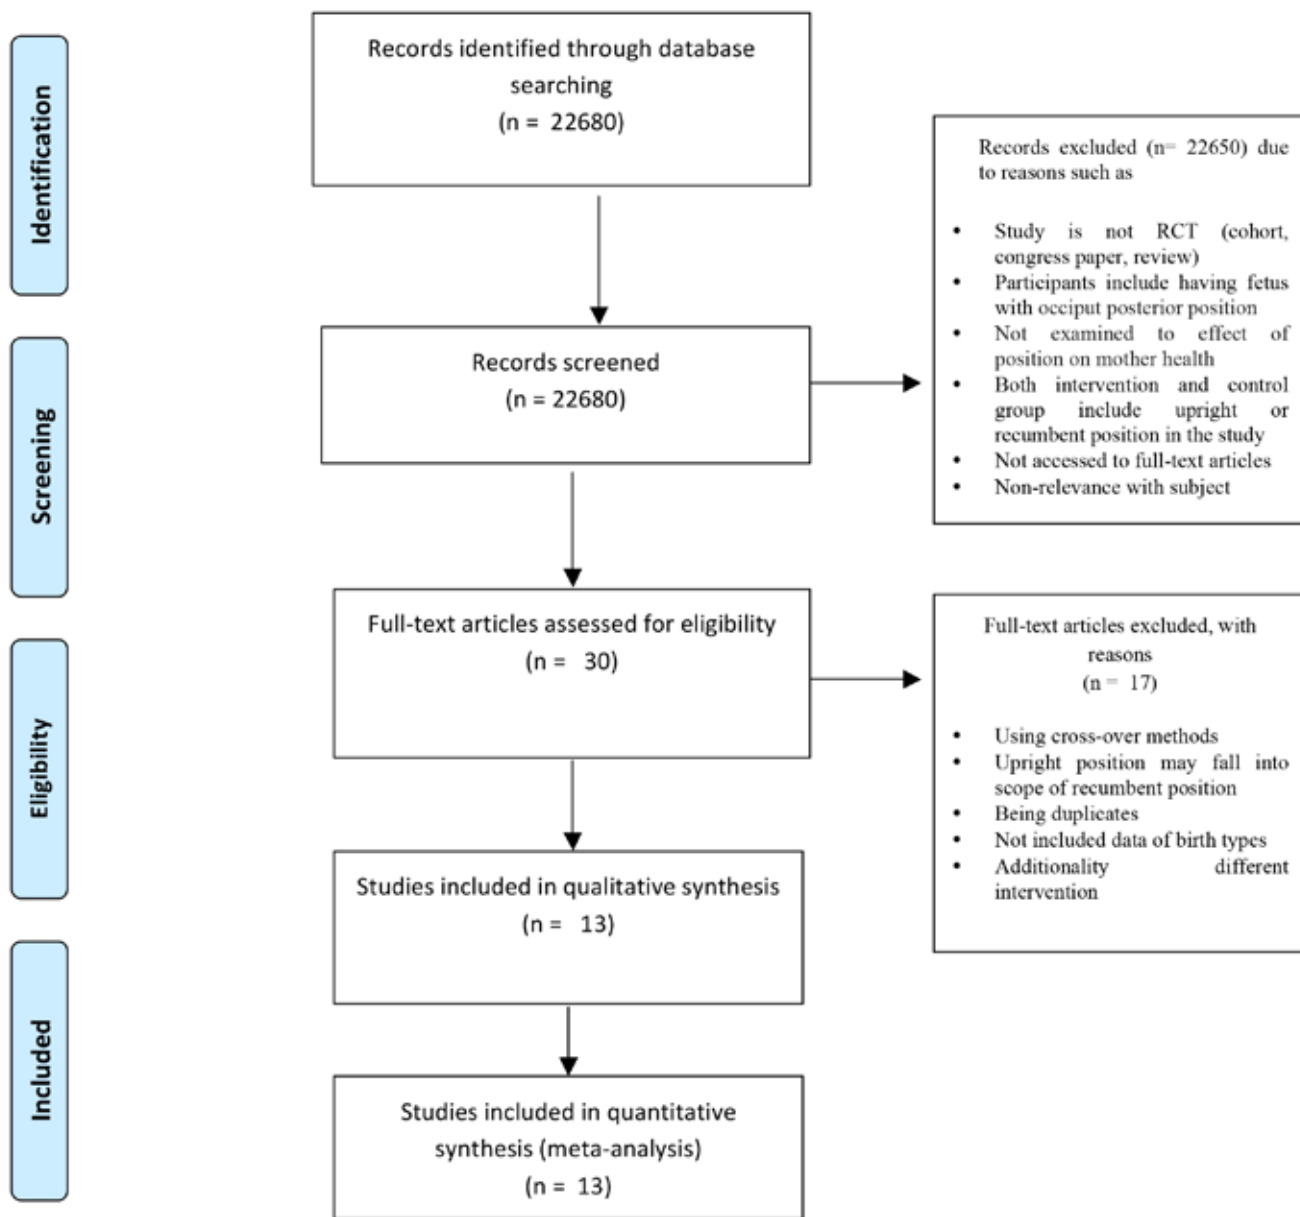 Identification
Records identified through database
searching
(n = 22680)
Records excluded (n= 22650) due
to reasons such as
• Study is not RCT (cohort,
congress paper, review)
• Participants include having fetus
with occiput posterior position
• Not examined to effect of
position on mother health
• Both intervention and control
group include upright or
recumbent position in the study
• Not accessed to full-text articles
• Non-relevance with subject
Screening
Records screened
(n = 22680)
Full-text articles assessed for eligibility
(n = 30)
Full-text articles excluded, with
reasons
(n = 17)
• Using cross-over methods
• Upright position may fall into
scope of recumbent position
• Being duplicates
• Not included data of birth types
• Additionality different
intervention
Eligibility
Studies included in qualitative synthesis
(n = 13)
Included
Studies included in quantitative
synthesis (meta-analysis)
(n = 13)